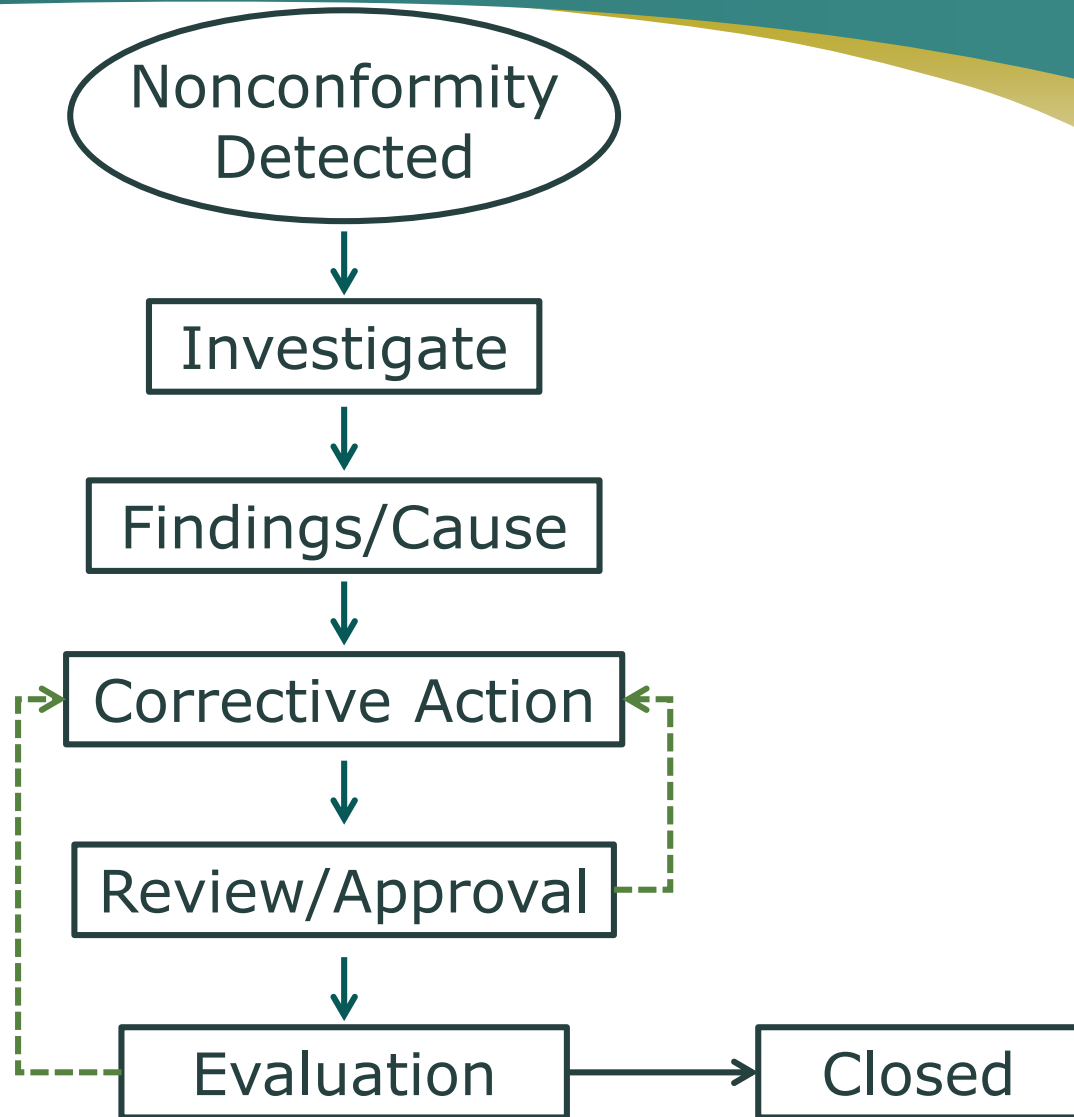 Nonconformity
Detected
Investigate
Findings/Cause
Corrective Action
Review/Approval
Evaluation
Closed